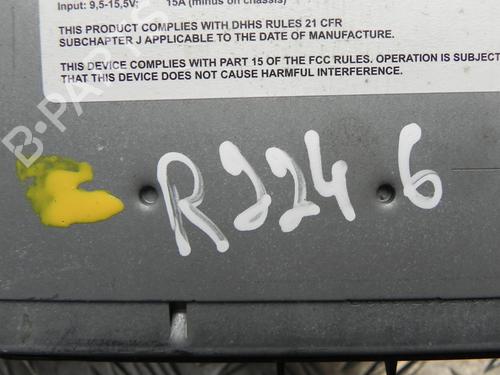 Input: 9,5-15,5V; 15A (minus on chassis)
THIS PRODUCT COMPLIES WITH DHHS RULES 21 CFR
SUBCHAPTER J APPLICABLE TO THE DATE OF MANUFACTURE.
THIS DEVICE COMPLIES WITH PART 15 OF THE FCC RULES. OPERATION IS SUBJECT
THAT THIS DEVICE DOES NOT CAUSE HARMFUL INTERFERENCE.
B-PARTS
R224 6